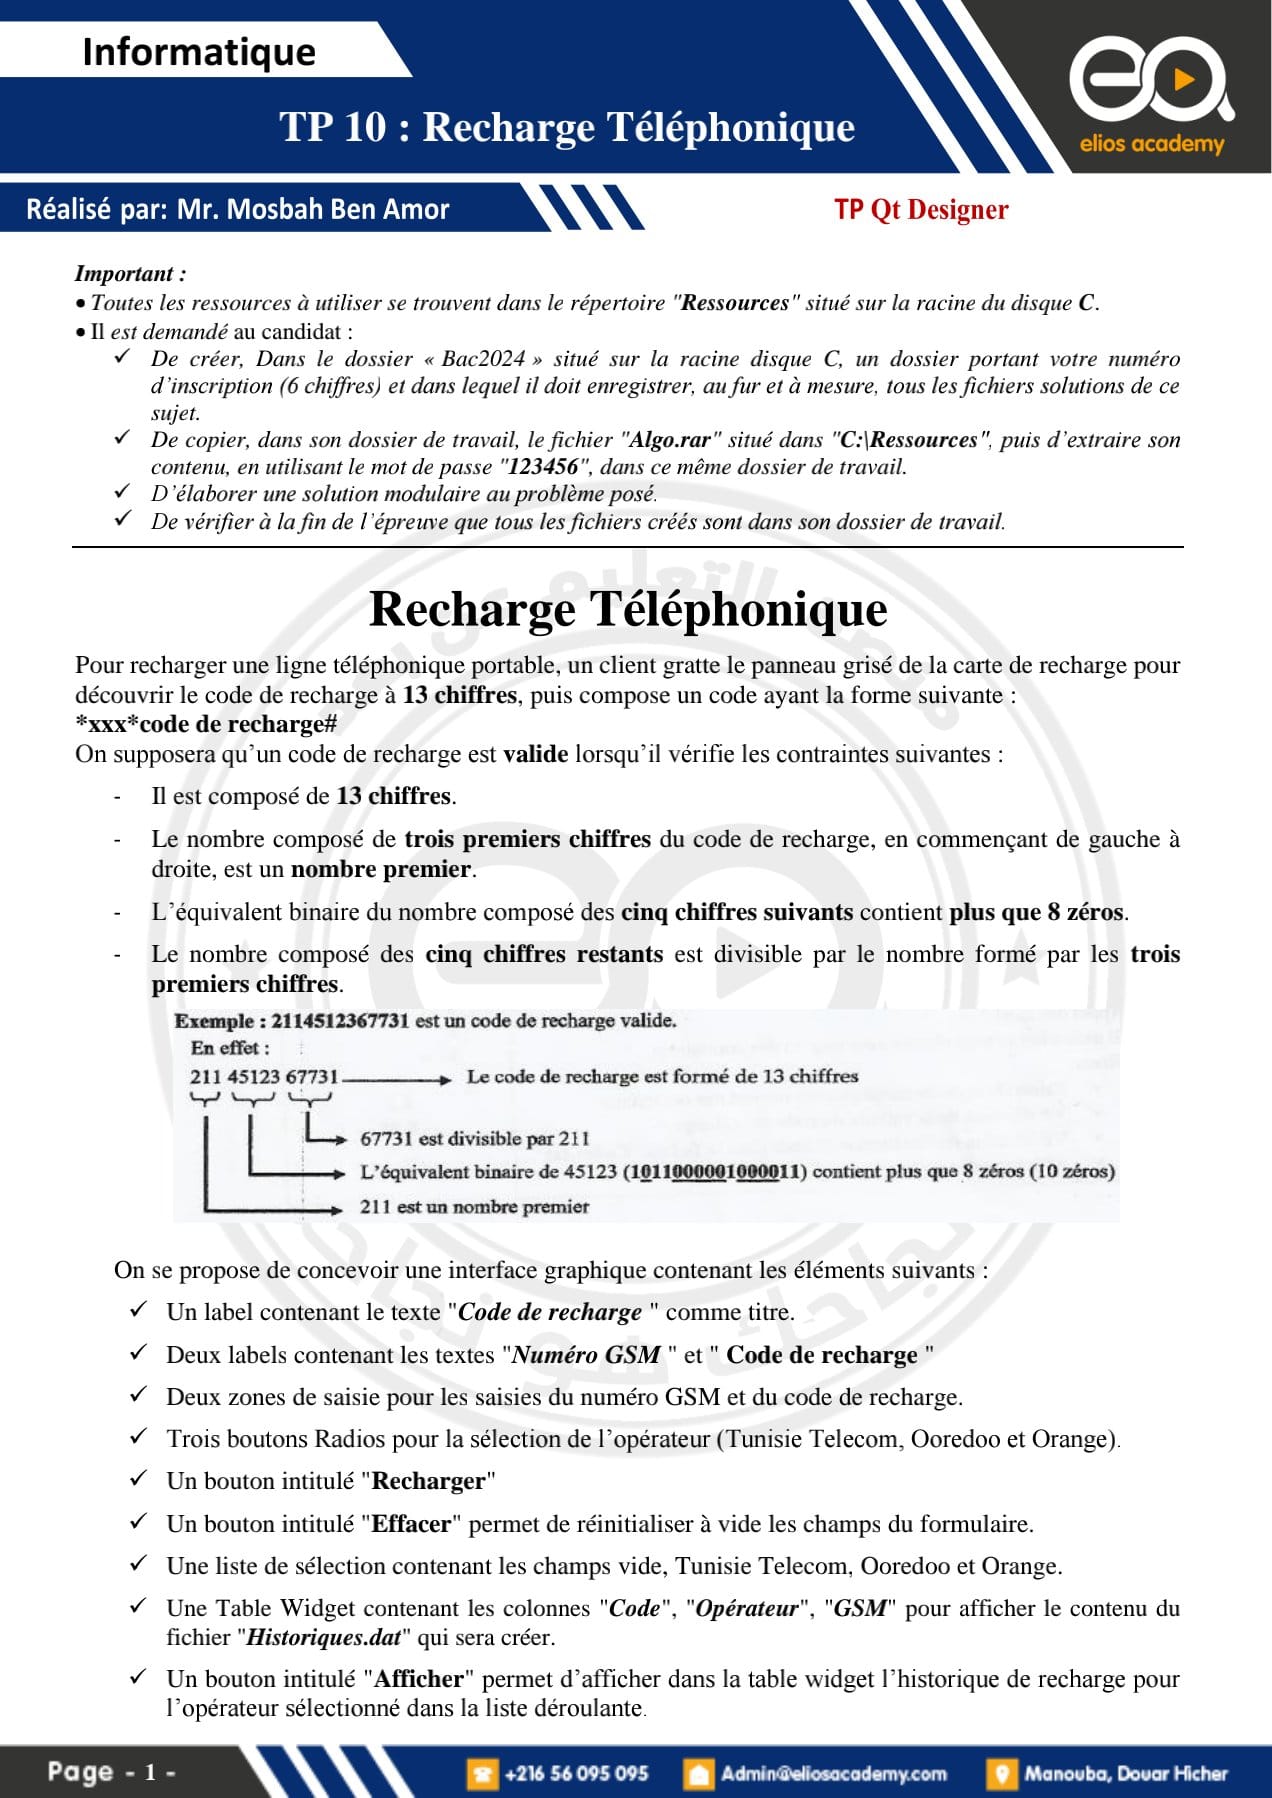 Informatique
TP 10 : Recharge Téléphonique
elios academy
Réalisé par: Mr. Mosbah Ben Amor
TP Qt Designer
Important :
• Toutes les ressources à utiliser se trouvent dans le répertoire "Ressources" situé sur la racine du disque C.
• Il est demandé au candidat :
✓ De créer, Dans le dossier « Bac2024 » situé sur la racine disque C, un dossier portant votre numéro
d'inscription (6 chiffres) et dans lequel il doit enregistrer, au fur et à mesure, tous les fichiers solutions de ce
sujet.
✓ De copier, dans son dossier de travail, le fichier "Algo.rar" situé dans "C:\Ressources", puis d'extraire son
contenu, en utilisant le mot de passe "123456", dans ce même dossier de travail.
✓ D'élaborer une solution modulaire au problème posé.
✓ De vérifier à la fin de l'épreuve que tous les fichiers créés sont dans son dossier de travail.
Recharge Téléphonique
Pour recharger une ligne téléphonique portable, un client gratte le panneau grisé de la carte de recharge pour
découvrir le code de recharge à 13 chiffres, puis compose un code ayant la forme suivante :
*xxx*code de recharge#
On supposera qu'un code de recharge est valide lorsqu'il vérifie les contraintes suivantes :
- Il est composé de 13 chiffres.
- Le nombre composé de trois premiers chiffres du code de recharge, en commençant de gauche à
droite, est un nombre premier.
- L'équivalent binaire du nombre composé des cinq chiffres suivants contient plus que 8 zéros.
- Le nombre composé des cinq chiffres restants est divisible par le nombre formé par les trois
premiers chiffres.
Exemple : 2114512367731 est un code de recharge valide.
En effet :
211 45123 67731 Le code de recharge est formé de 13 chiffres
67731 est divisible par 211
L'équivalent binaire de 45123 (1011000001000011) contient plus que 8 zéros (10 zéros)
211 est un nombre premier
On se propose de concevoir une interface graphique contenant les éléments suivants :
✓ Un label contenant le texte "Code de recharge " comme titre.
✓ Deux labels contenant les textes "Numéro GSM " et " Code de recharge "
✓ Deux zones de saisie pour les saisies du numéro GSM et du code de recharge.
✓ Trois boutons Radios pour la sélection de l'opérateur (Tunisie Telecom, Ooredoo et Orange).
✓ Un bouton intitulé "Recharger"
✓ Un bouton intitulé "Effacer" permet de réinitialiser à vide les champs du formulaire.
✓ Une liste de sélection contenant les champs vide, Tunisie Telecom, Ooredoo et Orange.
✓ Une Table Widget contenant les colonnes "Code", "Opérateur", "GSM" pour afficher le contenu du
fichier "Historiques.dat" qui sera créer.
✓ Un bouton intitulé "Afficher" permet d'afficher dans la table widget l'historique de recharge pour
l'opérateur sélectionné dans la liste déroulante.
Page - 1 -
+216 56 095 095
Admin@eliosacademy.com
Manouba, Douar Hicher